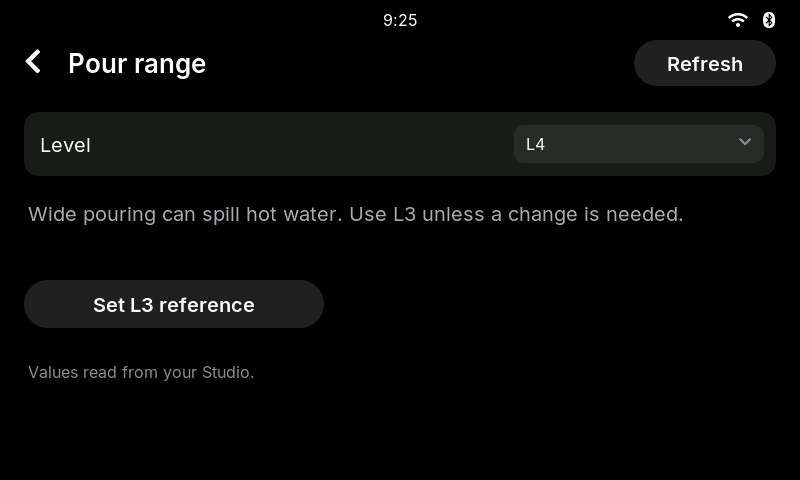 9:25
Pour range
Refresh
Level
L4
Wide pouring can spill hot water. Use L3 unless a change is needed.
Set L3 reference
Values read from your Studio.